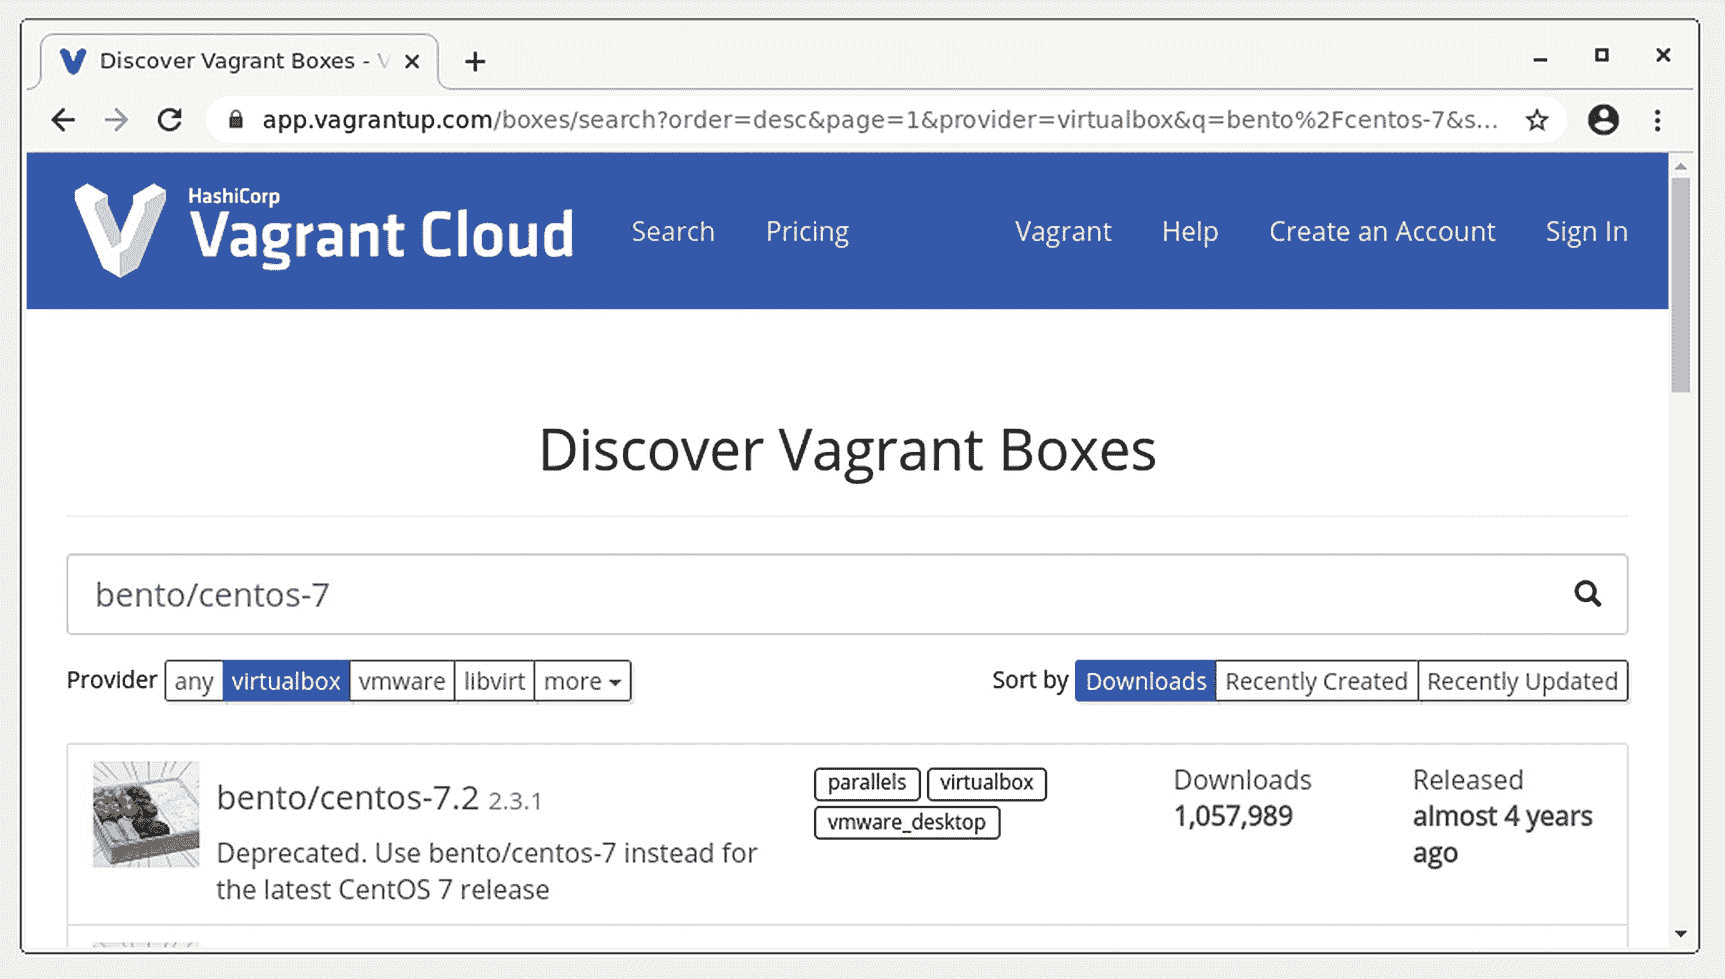 Discover Vagrant Boxes - V
app.vagrantup.com/boxes/search?order=desc&page=1&provider=virtualbox&q=bento%2Fcentos-7&s...
HashiCorp
Vagrant Cloud Search Pricing Vagrant Help Create an Account Sign In
Discover Vagrant Boxes
bento/centos-7
Provider any virtualbox vmware libvirt more Sort by Downloads Recently Created Recently Updated
bento/centos-7.2 2.3.1
Deprecated. Use bento/centos-7 instead for
the latest CentOS 7 release
parallels virtualbox
vmware_desktop
Downloads
1,057,989
Released
almost 4 years
ago